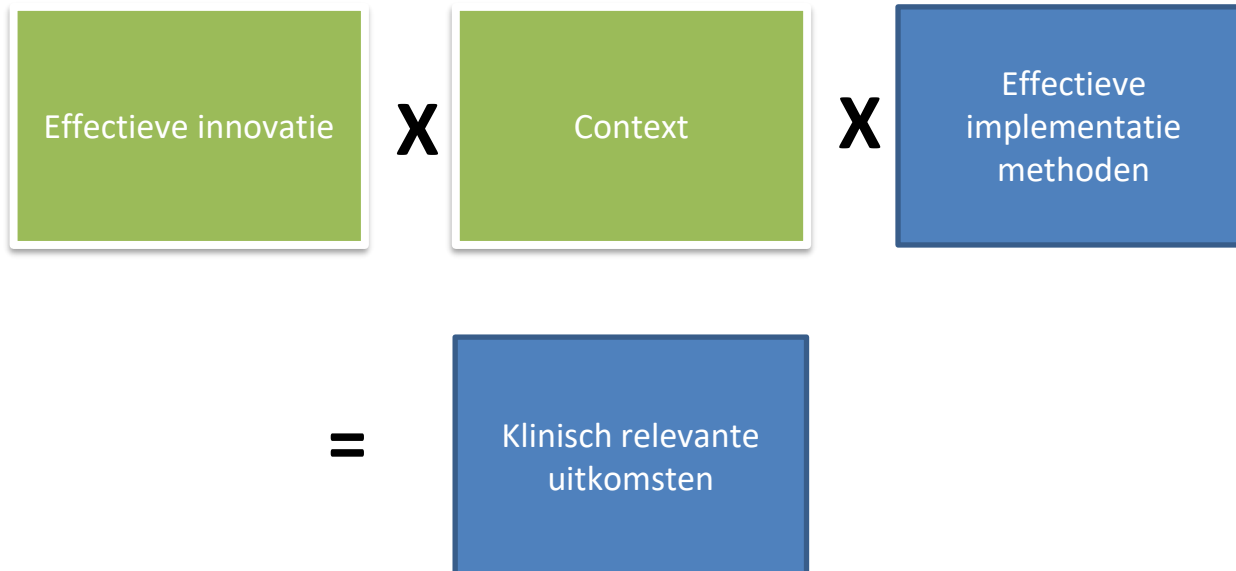 Effectieve innovatie
X
Context
X
Effectieve
implementatie
methoden
=
Klinisch relevante
uitkomsten